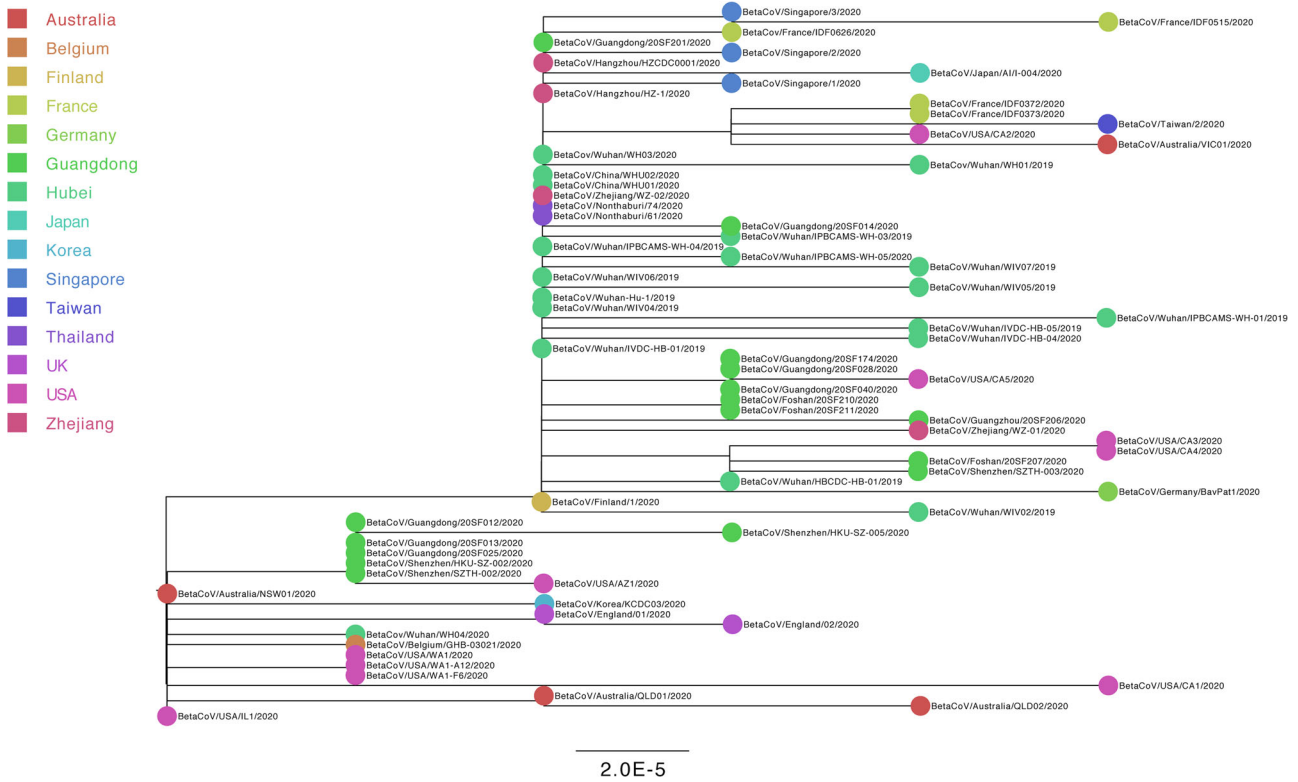 Australia
Belgium
Finland
France
Germany
Guangdong
Hubei
Japan
Korea
Singapore
Taiwan
Thailand
UK
USA
Zhejiang
BetaCoV/Singapore/3/2020
BetaCoV/France/IDF0515/2020
BetaCov/France/IDF0626/2020
BetaCoV/Guangdong/20SF201/2020
BetaCoV/Singapore/2/2020
BetaCoV/Hangzhou/HZCDC0001/2020
BetaCoV/Japan/AI/I-004/2020
BetaCoV/Singapore/1/2020
BetaCoV/Hangzhou/HZ-1/2020
BetaCoV/France/IDF0372/2020
BetaCoV/France/IDF0373/2020
BetaCoV/Taiwan/2/2020
BetaCoV/USA/CA2/2020
BetaCoV/Australia/VIC01/2020
BetaCov/Wuhan/WH03/2020
BetaCov/Wuhan/WH01/2019
BetaCoV/China/WHU02/2020
BetaCoV/China/WHU01/2020
BetaCoV/Zhejiang/WZ-02/2020
BetaCoV/Nonthaburi/74/2020
BetaCoV/Nonthaburi/61/2020
BetaCoV/Guangdong/20SF014/2020
BetaCoV/Wuhan/IPBCAMS-WH-03/2019
BetaCoV/Wuhan/IPBCAMS-WH-04/2019
BetaCoV/Wuhan/IPBCAMS-WH-05/2020
BetaCoV/Wuhan/WIV07/2019
BetaCoV/Wuhan/WIV06/2019
BetaCoV/Wuhan/WIV05/2019
BetaCoV/Wuhan-Hu-1/2019
BetaCoV/Wuhan/WIV04/2019
BetaCoV/Wuhan/IPBCAMS-WH-01/2019
BetaCoV/Wuhan/IVDC-HB-05/2019
BetaCoV/Wuhan/IVDC-HB-04/2020
BetaCoV/Wuhan/IVDC-HB-01/2019
BetaCoV/Guangdong/20SF174/2020
BetaCoV/Guangdong/20SF028/2020
BetaCoV/USA/CA5/2020
BetaCoV/Guangdong/20SF040/2020
BetaCoV/Foshan/20SF210/2020
BetaCoV/Foshan/20SF211/2020
BetaCoV/Guangzhou/20SF206/2020
BetaCoV/Zhejiang/WZ-01/2020
BetaCoV/USA/CA3/2020
BetaCoV/USA/CA4/2020
BetaCoV/Foshan/20SF207/2020
BetaCoV/Shenzhen/SZTH-003/2020
BetaCoV/Wuhan/HBCDC-HB-01/2019
BetaCoV/Germany/BavPat1/2020
BetaCoV/Finland/1/2020
BetaCoV/Wuhan/WIV02/2019
BetaCoV/Guangdong/20SF012/2020
BetaCoV/Shenzhen/HKU-SZ-005/2020
BetaCoV/Guangdong/20SF013/2020
BetaCoV/Guangdong/20SF025/2020
BetaCoV/Shenzhen/HKU-SZ-002/2020
BetaCoV/Shenzhen/SZTH-002/2020
BetaCoV/USA/AZ1/2020
BetaCoV/Australia/NSW01/2020
BetaCoV/Korea/KCDC03/2020
BetaCoV/England/01/2020
BetaCoV/England/02/2020
BetaCov/Wuhan/WH04/2020
BetaCoV/Belgium/GHB-03021/2020
BetaCoV/USA/WA1/2020
BetaCoV/USA/WA1-A12/2020
BetaCoV/USA/WA1-F6/2020
BetaCoV/USA/CA1/2020
BetaCoV/Australia/QLD01/2020
BetaCoV/Australia/QLD02/2020
BetaCoV/USA/IL1/2020
2.0E-5